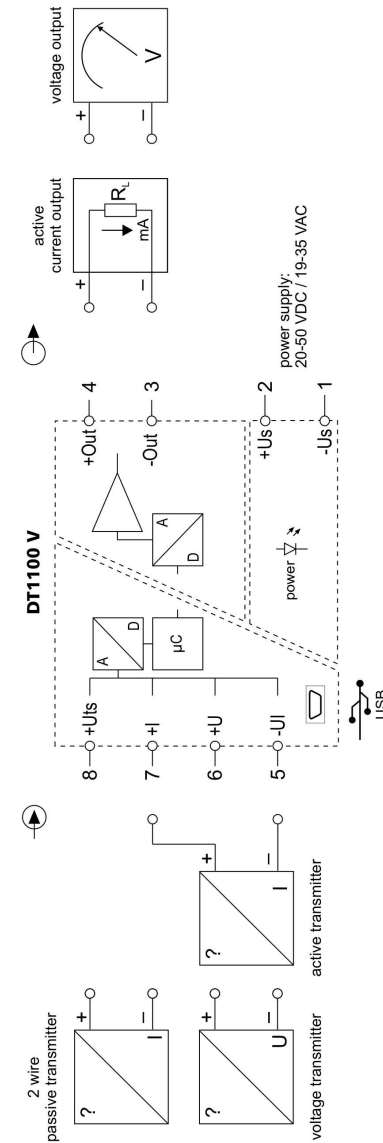 DT1100 V
2 wire
passive transmitter
?
I
+
–
voltage transmitter
?
U
+
–
active transmitter
?
I
+
–
8
+Uts
7
+I
6
+U
5
-UI
A
D
µC
A
D
USB
power
+Out
4
-Out
3
+Us
2
-Us
1
power supply:
20-50 VDC / 19-35 VAC
active
current output
+
–
RL
mA
voltage output
+
–
V